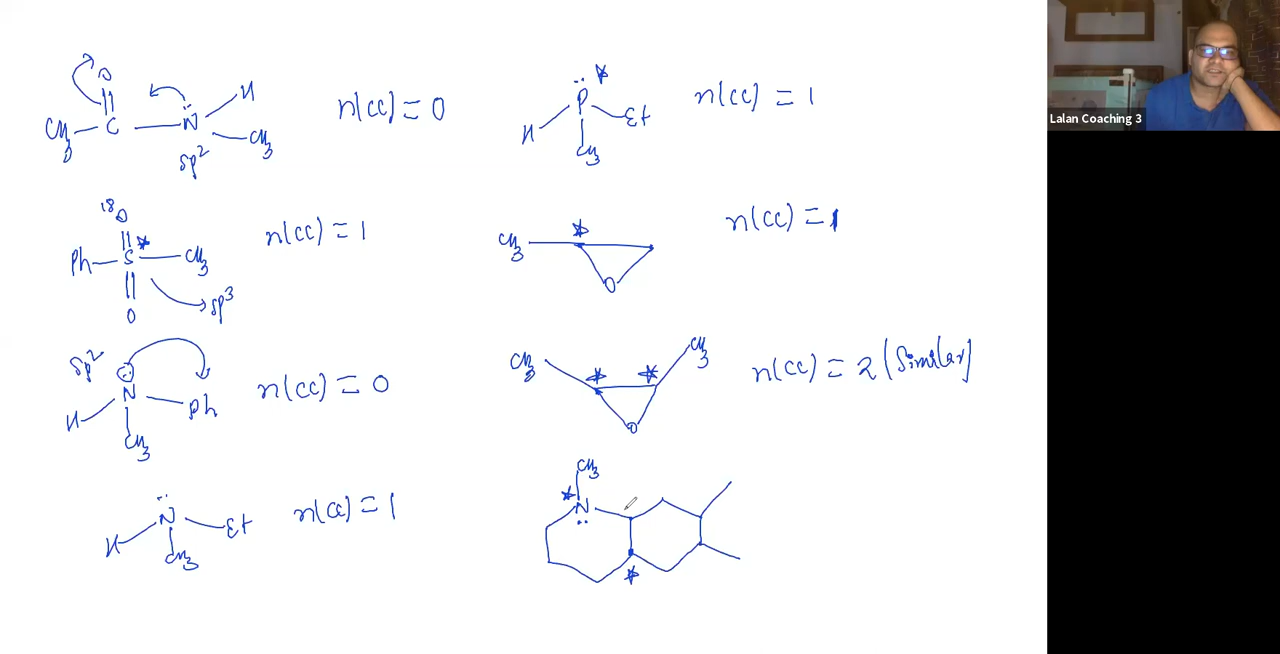 O
CH3 C N̈ H
CH3
sp2
n(CC) = 0
P̈ *
H Et
CH3
n(CC) = 1
18O
Ph S * CH3
O
sp3
n(CC) = 1
CH3 *
O
n(CC) = 1
sp2
N
H Ph
CH3
n(CC) = 0
CH3 * * CH3
O
n(CC) = 2 (Similar)
N̈
H Et
CH3
n(CC) = 1
CH3
* N
*
Lalan Coaching 3